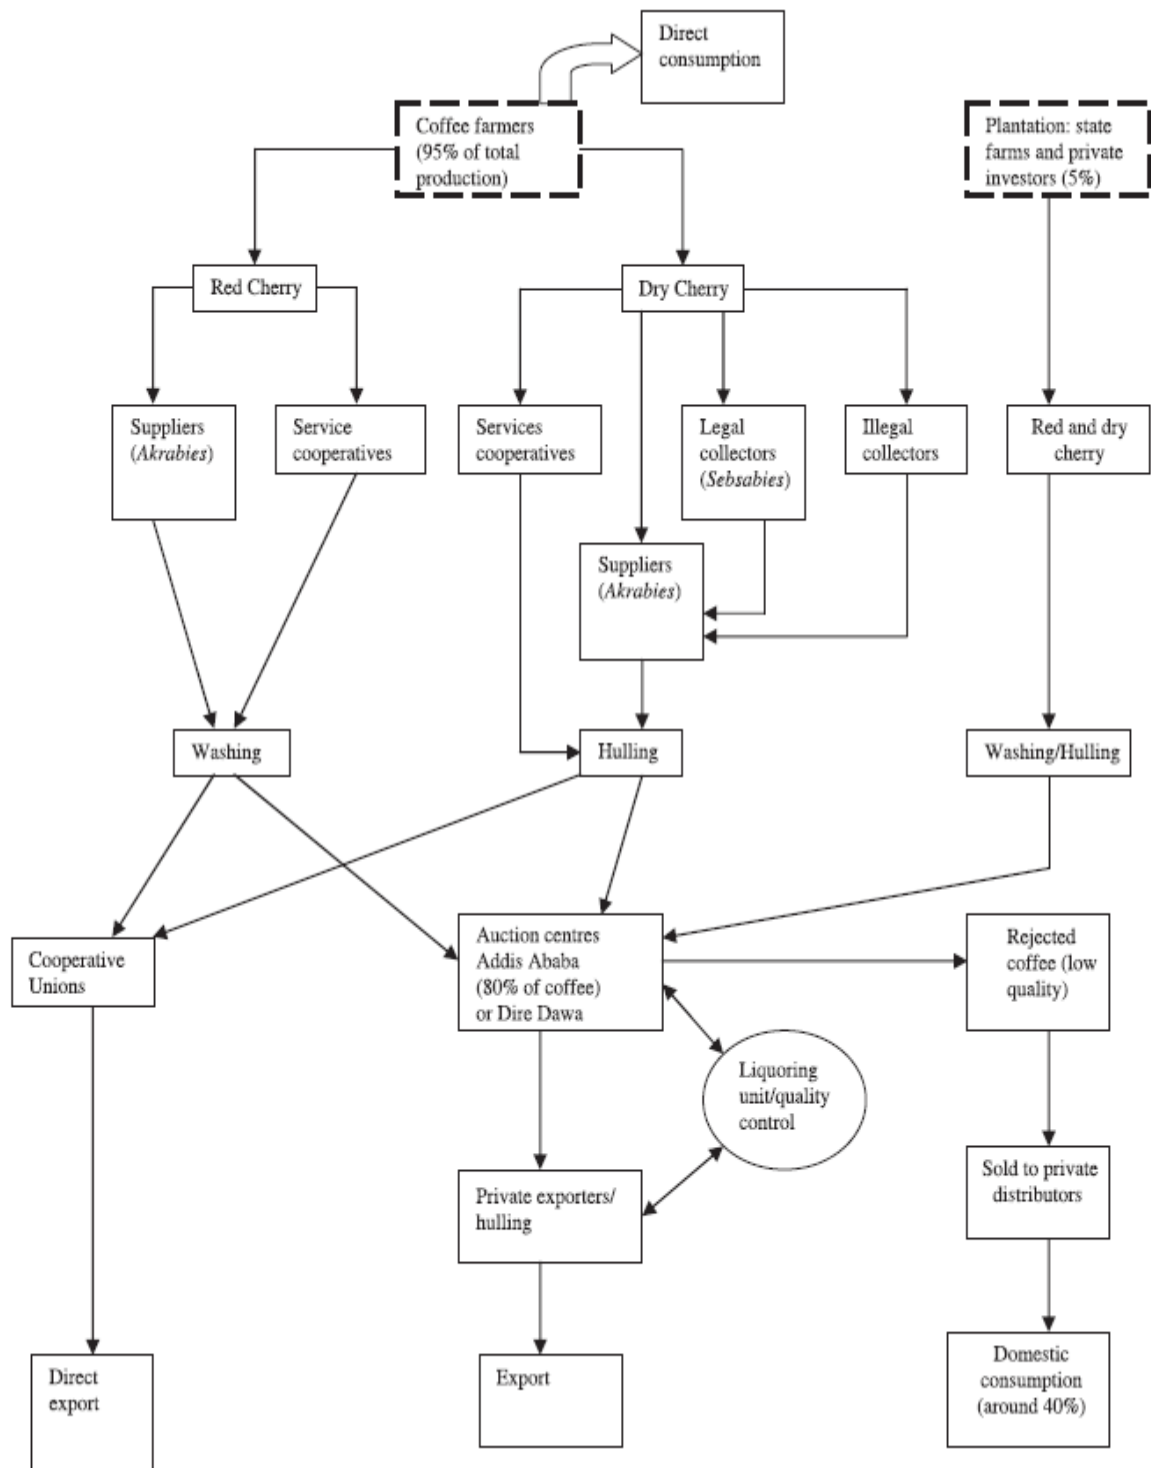 Direct
consumption
Coffee farmers
(95% of total
production)
Plantation: state
farms and private
investors (5%)
Red Cherry
Dry Cherry
Suppliers
(Akrabies)
Service
cooperatives
Services
cooperatives
Legal
collectors
(Sebsabies)
Illegal
collectors
Red and dry
cherry
Suppliers
(Akrabies)
Washing
Hulling
Washing/Hulling
Cooperative
Unions
Auction centres
Addis Ababa
(80% of coffee)
or Dire Dawa
Rejected
coffee (low
quality)
Liquoring
unit/quality
control
Private exporters/
hulling
Sold to private
distributors
Direct
export
Export
Domestic
consumption
(around 40%)